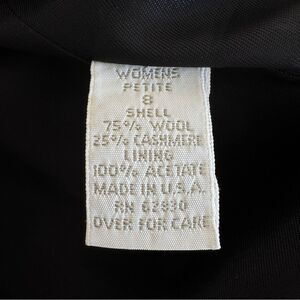 WOMENS
PETITE
8
SHELL
75% WOOL
25% CASHMERE
LINING
100% ACETATE
MADE IN U.S.A.
RN 62830
OVER FOR CARE